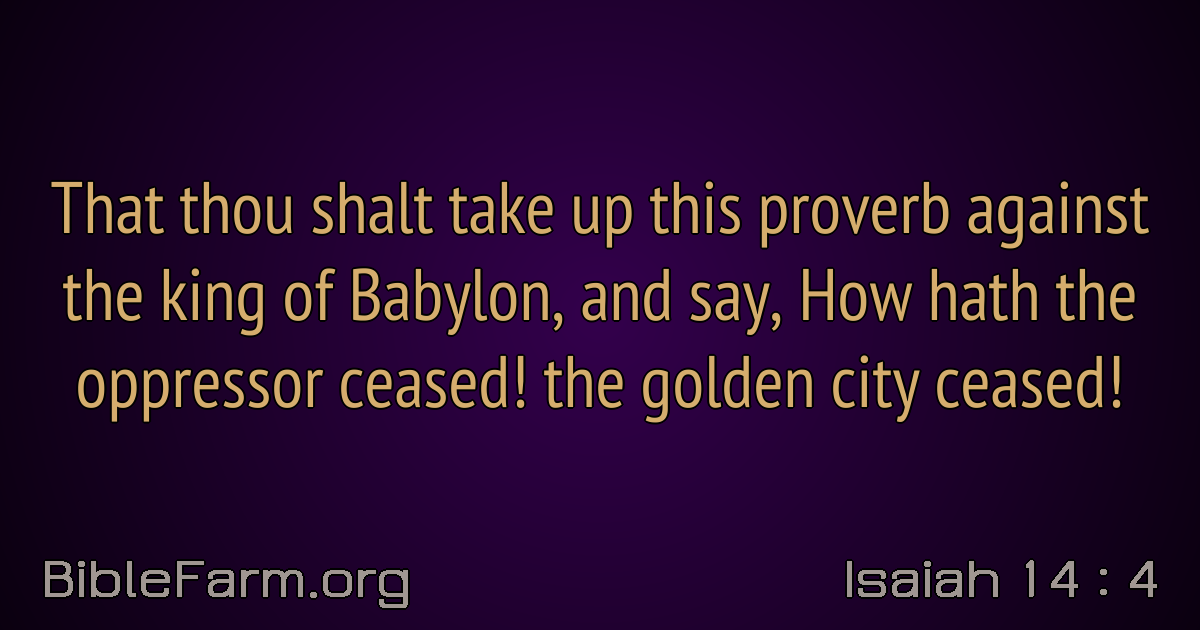 That thou shalt take up this proverb against
the king of Babylon, and say, How hath the
oppressor ceased! the golden city ceased!
BibleFarm.org
Isaiah 14 : 4